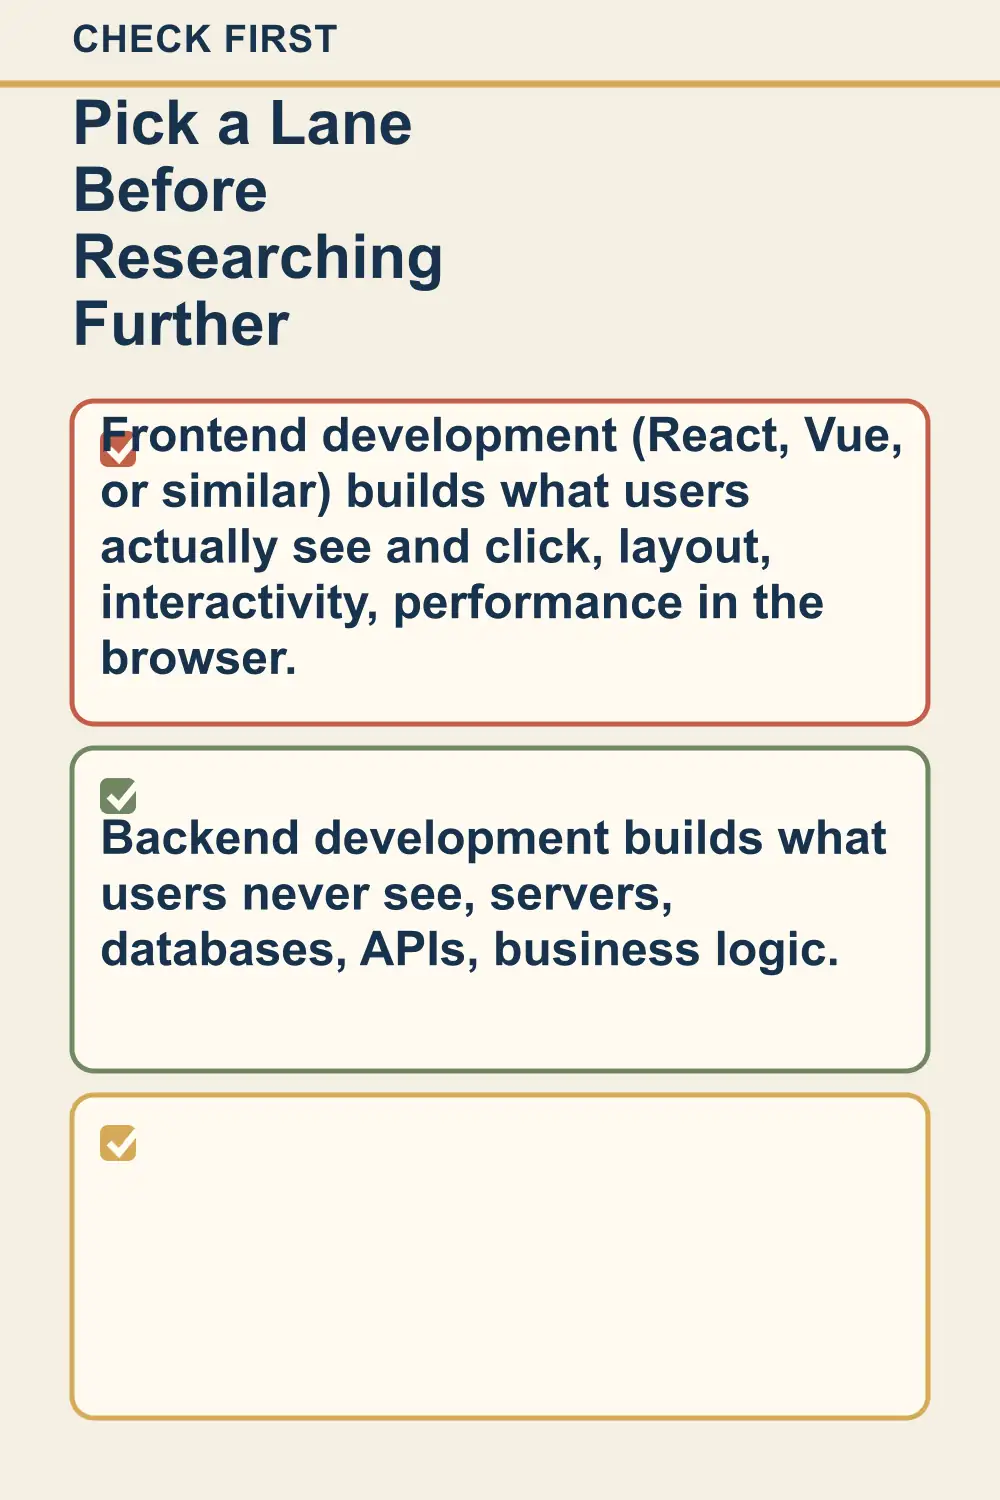 CHECK FIRST
Pick a Lane
Before
Researching
Further
Frontend development (React, Vue,
or similar) builds what users
actually see and click, layout,
interactivity, performance in the
browser.
Backend development builds what
users never see, servers,
databases, APIs, business logic.